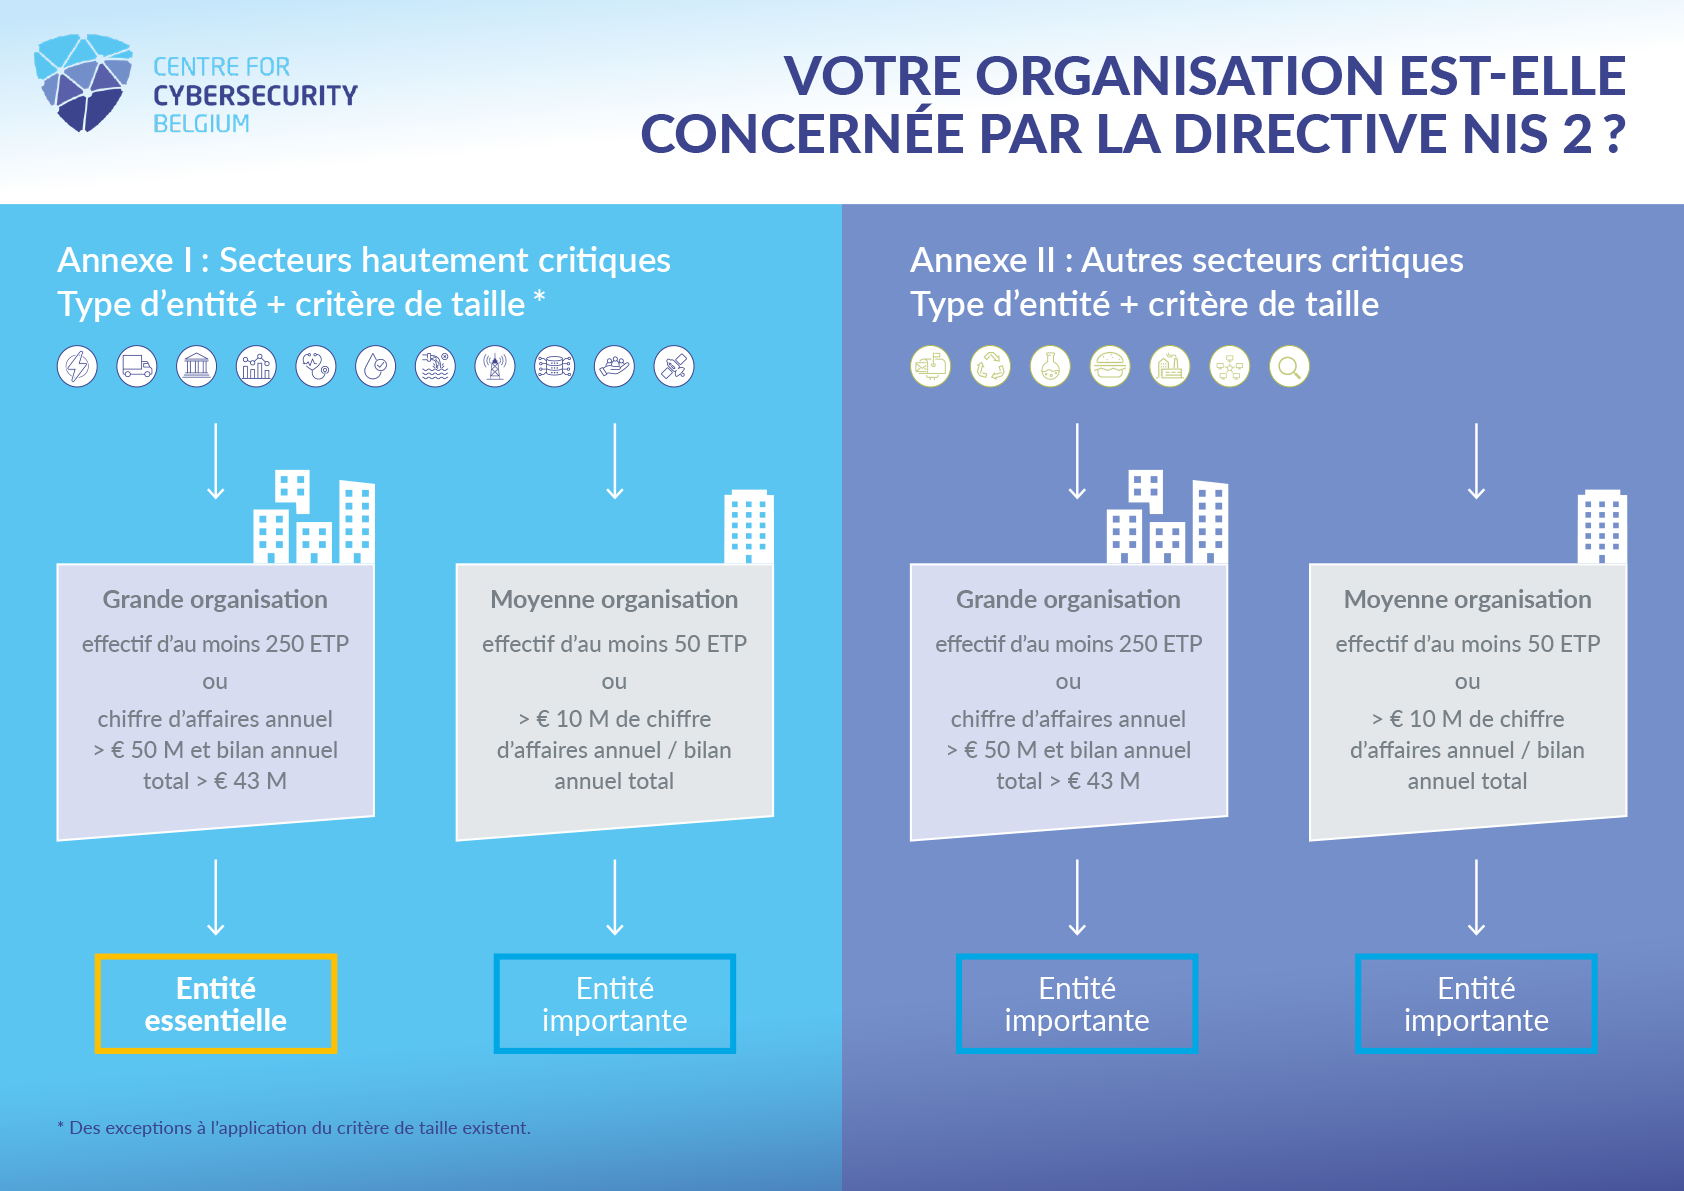 CENTRE FOR
CYBERSECURITY
BELGIUM
VOTRE ORGANISATION EST-ELLE
CONCERNÉE PAR LA DIRECTIVE NIS 2 ?
Annexe I : Secteurs hautement critiques
Type d’entité + critère de taille *
Grande organisation
effectif d’au moins 250 ETP
ou
chiffre d’affaires annuel
> € 50 M et bilan annuel
total > € 43 M
Entité
essentielle
Moyenne organisation
effectif d’au moins 50 ETP
ou
> € 10 M de chiffre
d’affaires annuel / bilan
annuel total
Entité
importante
* Des exceptions à l’application du critère de taille existent.
Annexe II : Autres secteurs critiques
Type d’entité + critère de taille
Grande organisation
effectif d’au moins 250 ETP
ou
chiffre d’affaires annuel
> € 50 M et bilan annuel
total > € 43 M
Entité
importante
Moyenne organisation
effectif d’au moins 50 ETP
ou
> € 10 M de chiffre
d’affaires annuel / bilan
annuel total
Entité
importante